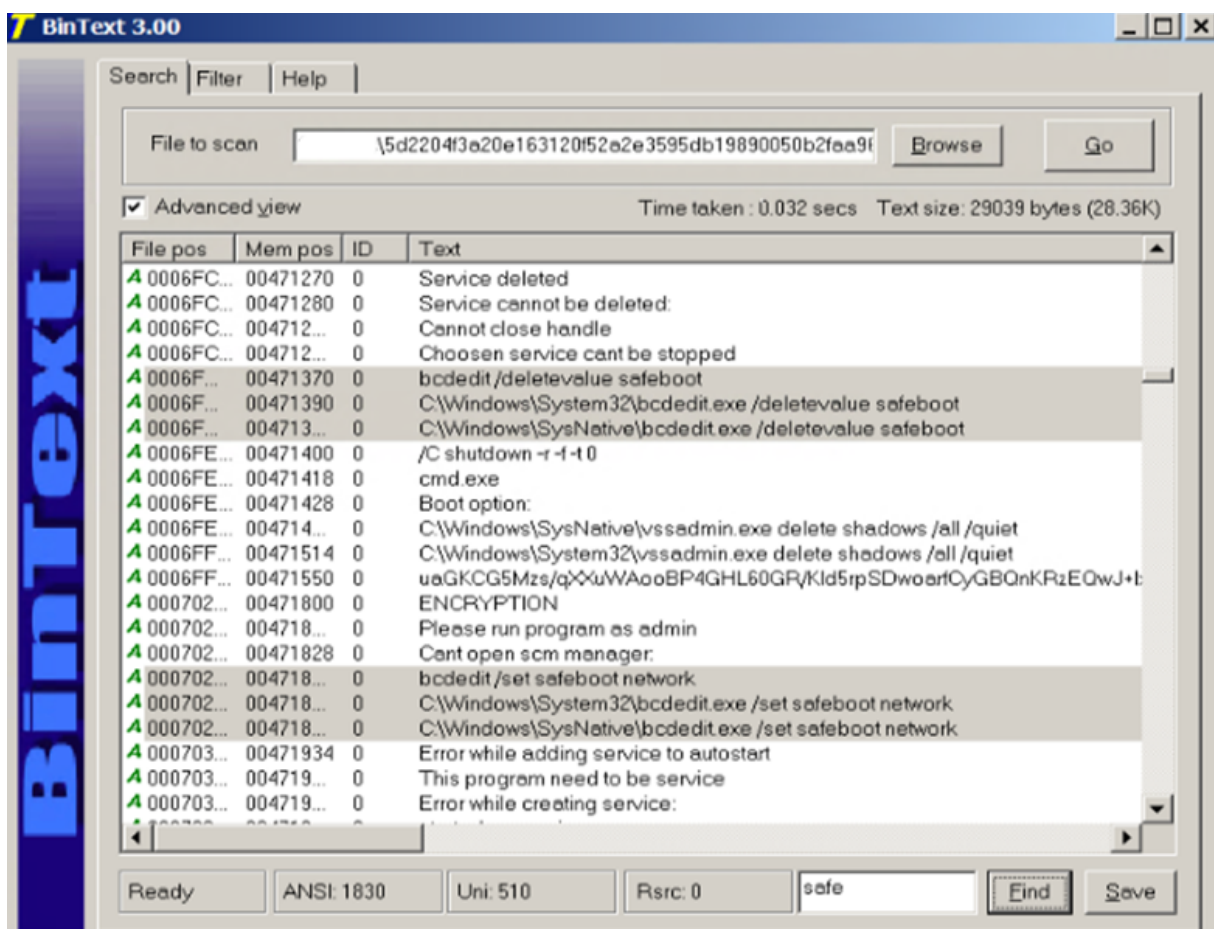 BinText 3.00
Search Filter Help
File to scan \5d2204f3a20e163120f52a2e3595db19890050b2faa9 Browse Go
Advanced view Time taken : 0.032 secs Text size: 29039 bytes (28.36K)
File pos Mem pos ID Text
A 0006FC... 00471270 0 Service deleted
A 0006FC... 00471280 0 Service cannot be deleted:
A 0006FC... 004712... 0 Cannot close handle
A 0006FC... 004712... 0 Choosen service cant be stopped
A 0006F... 00471370 0 bcdedit /deletevalue safeboot
A 0006F... 00471390 0 C:\Windows\System32\bcdedit.exe /deletevalue safeboot
A 0006F... 004713... 0 C:\Windows\SysNative\bcdedit.exe /deletevalue safeboot
A 0006FE... 00471400 0 /C shutdown -r -f -t 0
A 0006FE... 00471418 0 cmd.exe
A 0006FE... 00471428 0 Boot option:
A 0006FE... 004714... 0 C:\Windows\SysNative\vssadmin.exe delete shadows /all /quiet
A 0006FF... 00471514 0 C:\Windows\System32\vssadmin.exe delete shadows /all /quiet
A 0006FF... 00471550 0 uaGKCG5Mzs/qXXuWAooBP4GHL60GR/KId5rpSDwoarfCyGBQnKRzEQwJ+
A 000702... 00471800 0 ENCRYPTION
A 000702... 004718... 0 Please run program as admin
A 000702... 00471828 0 Cant open scm manager:
A 000702... 004718... 0 bcdedit /set safeboot network
A 000702... 004718... 0 C:\Windows\System32\bcdedit.exe /set safeboot network
A 000702... 004718... 0 C:\Windows\SysNative\bcdedit.exe /set safeboot network
A 000703... 00471934 0 Error while adding service to autostart
A 000703... 004719... 0 This program need to be service
A 000703... 004719... 0 Error while creating service:
Ready ANSI: 1830 Uni: 510 Rsrc: 0 safe Find Save
BinText